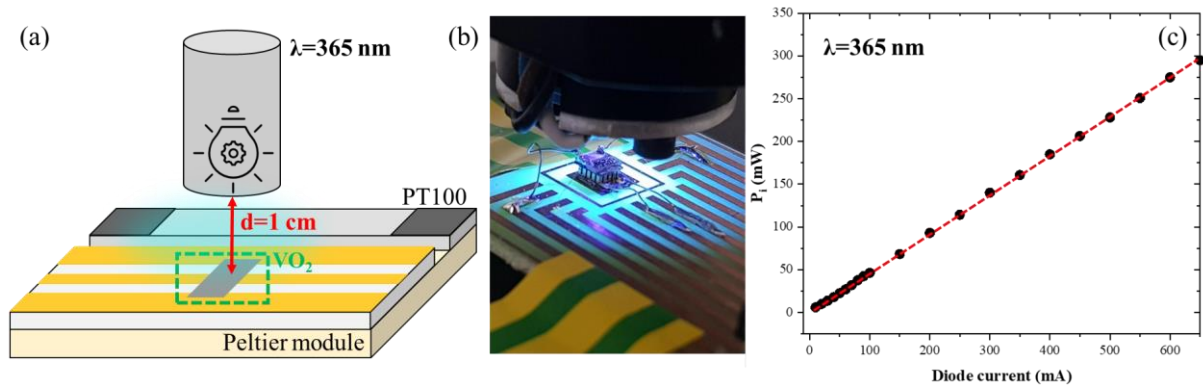 (a)
λ=365 nm
PT100
d=1 cm
VO₂
Peltier module
(b)
(c)
λ=365 nm
350
300
250
200
150
100
50
0
Pᵢ (mW)
0 100 200 300 400 500 600
Diode current (mA)